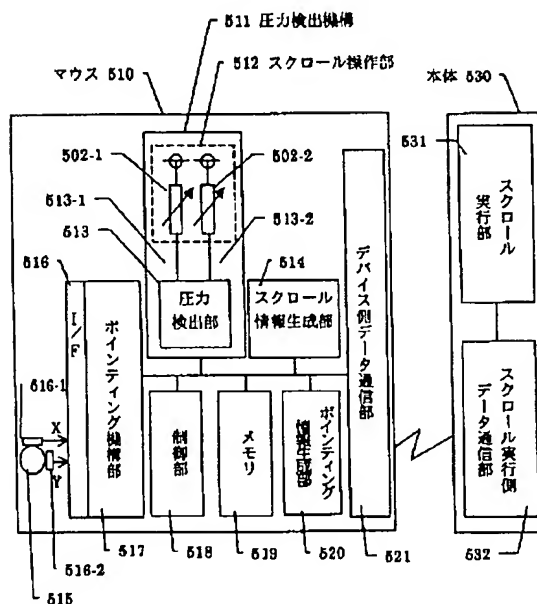 511 圧力検出機構
512 スクロール操作部
マウス 510
本体 530
531
502-1
502-2
513-1
513-2
513
514
516
圧力
検出部
スクロール
情報生成部
スクロール
実行部
デバイス側データ通信部
I/F
ポインティング
機構部
516-1
X
Y
制御部
メモリ
ポインティング
情報生成部
スクロール実行側
データ通信部
517
518
519
520
521
532
516-2
515